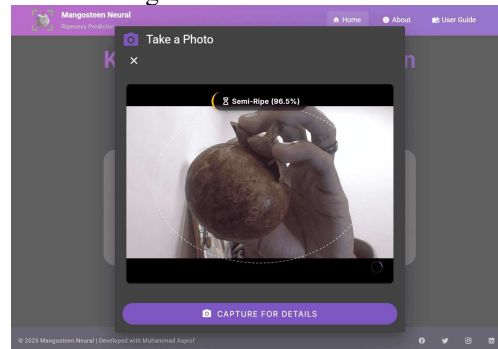 Mangosteen Neural
Ripeness Predictor
Home
About
User Guide
Take a Photo
Semi-Ripe (96.5%)
CAPTURE FOR DETAILS
© 2025 Mangosteen Neural | Developed with Muhammad Asyrof